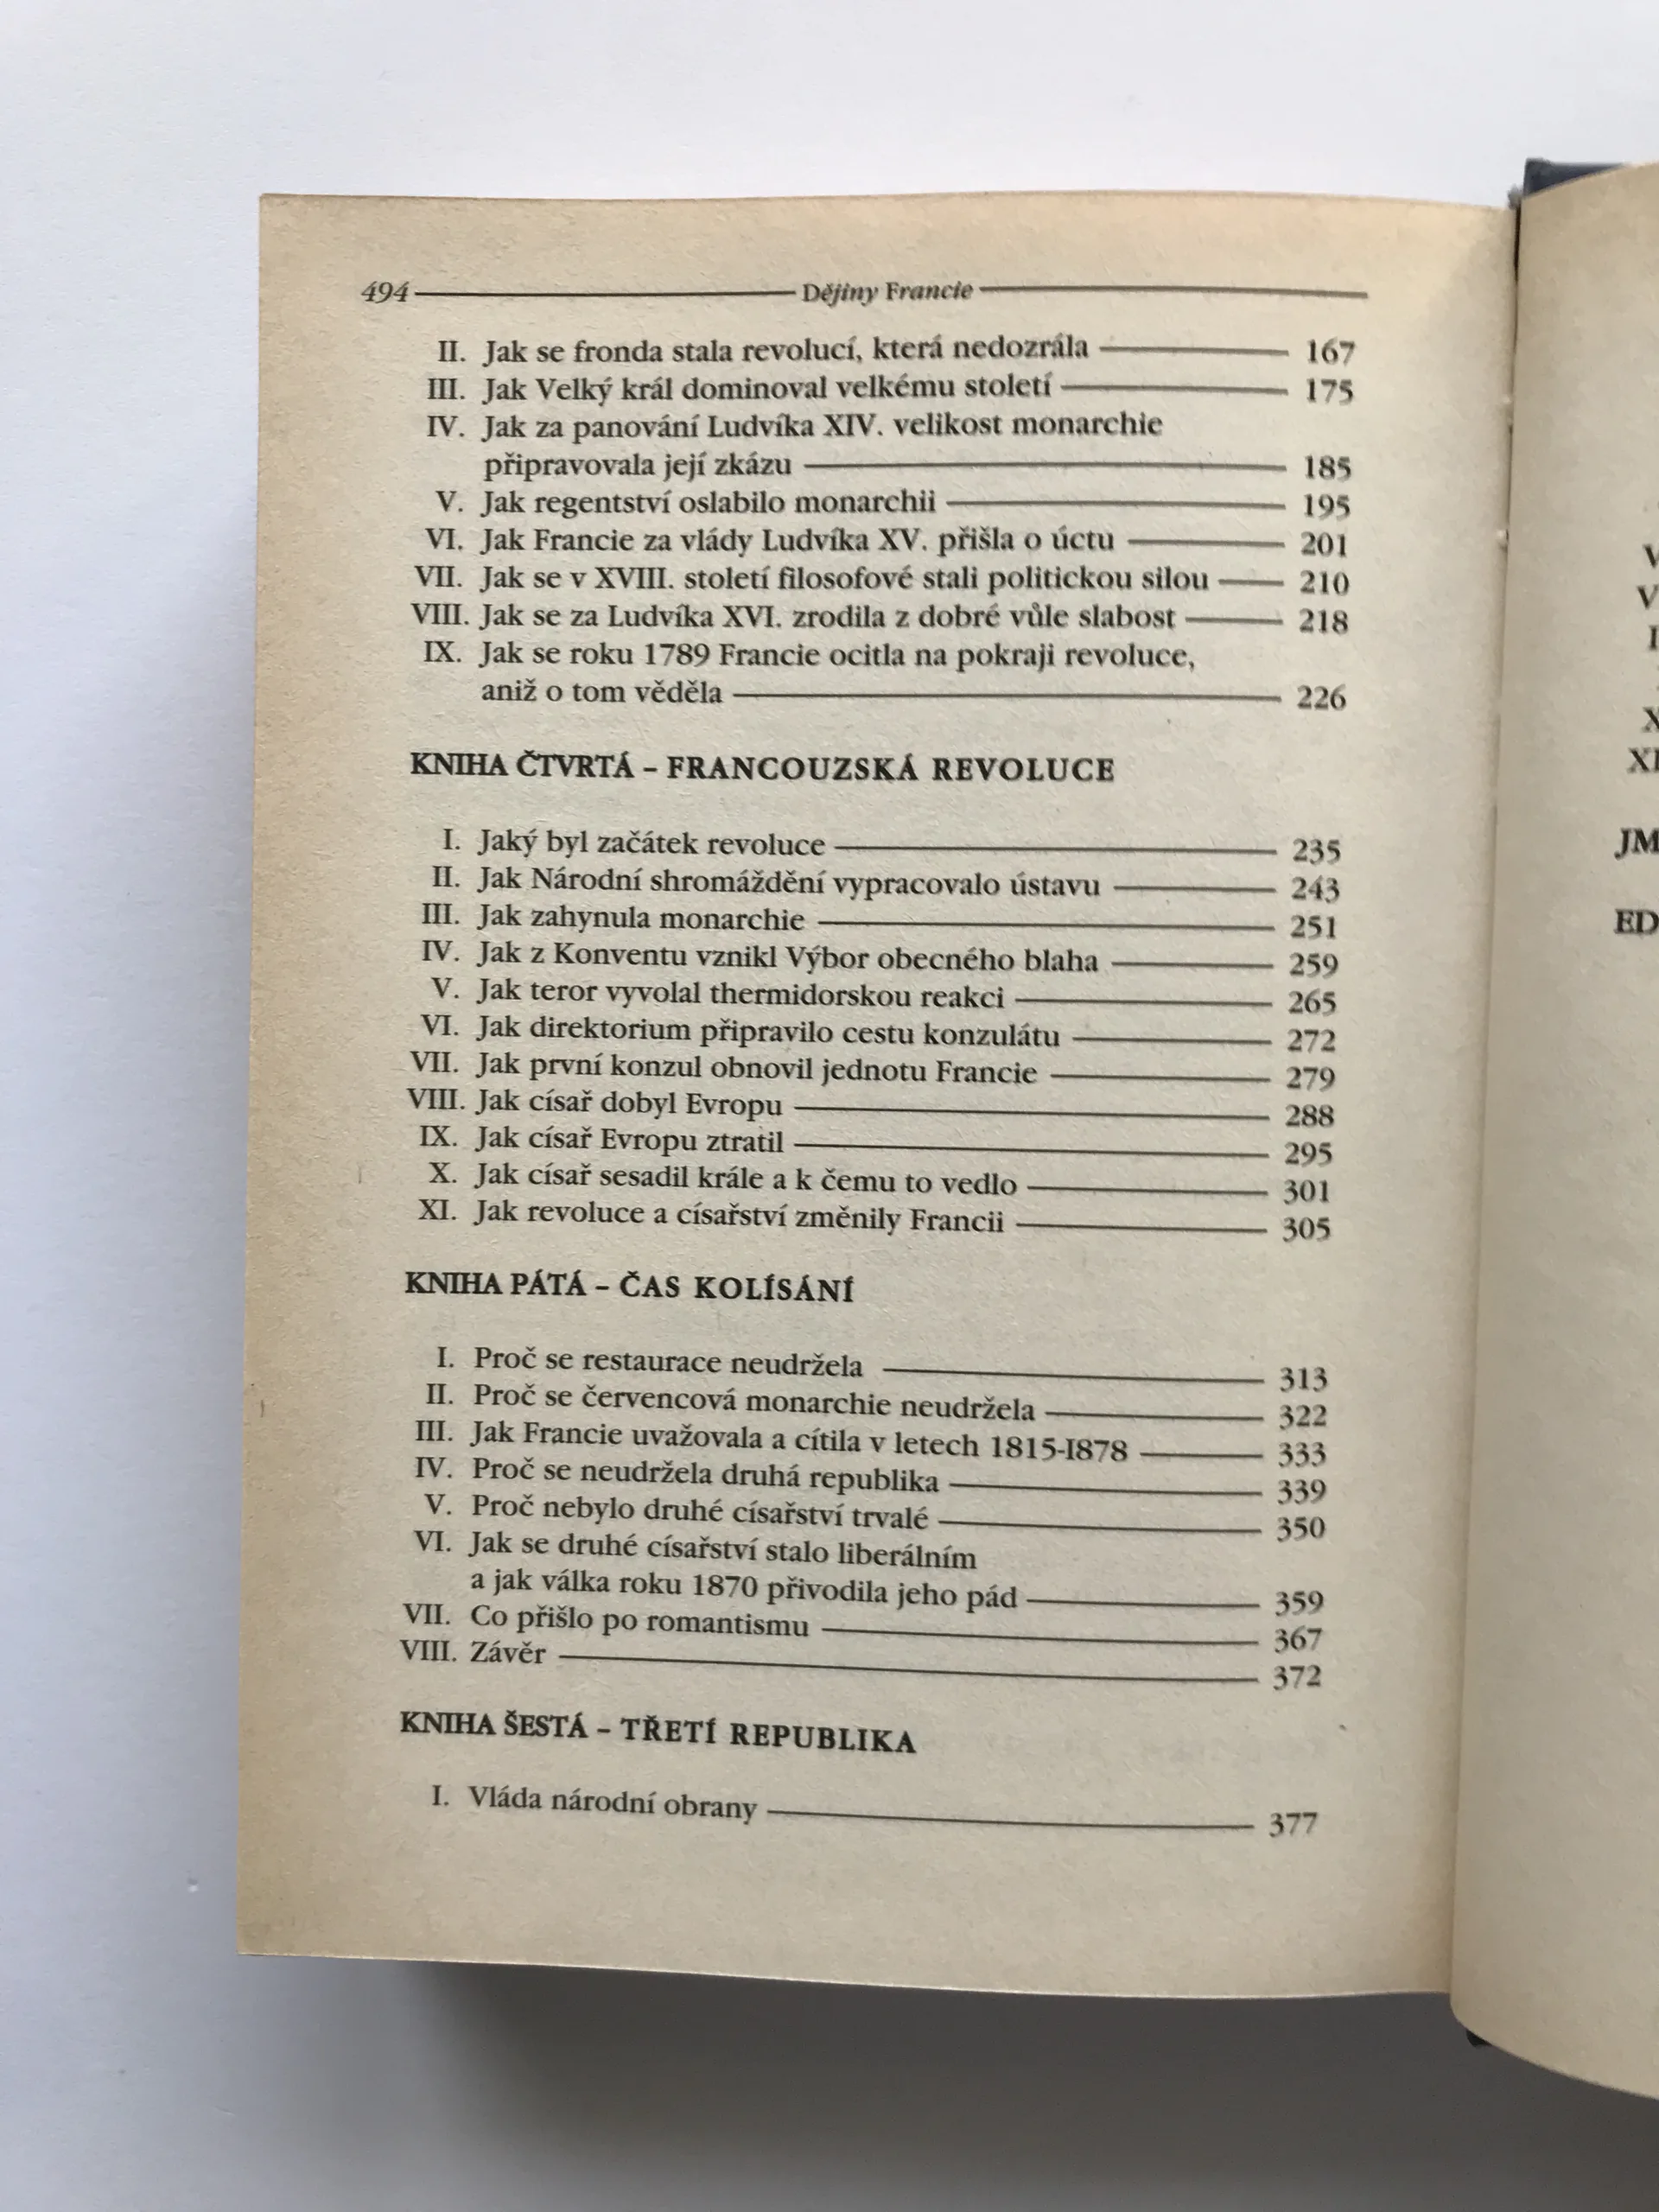 494 Dějiny Francie
II. Jak se fronda stala revolucí, která nedozrála 167
III. Jak Velký král dominoval velkému století 175
IV. Jak za panování Ludvíka XIV. velikost monarchie
připravovala její zkázu 185
V. Jak regentství oslabilo monarchii 195
VI. Jak Francie za vlády Ludvíka XV. přišla o úctu 201
VII. Jak se v XVIII. století filosofové stali politickou silou 210
VIII. Jak se za Ludvíka XVI. zrodila z dobré vůle slabost 218
IX. Jak se roku 1789 Francie ocitla na pokraji revoluce,
aniž o tom věděla 226
KNIHA ČTVRTÁ – FRANCOUZSKÁ REVOLUCE
I. Jaký byl začátek revoluce 235
II. Jak Národní shromáždění vypracovalo ústavu 243
III. Jak zahynula monarchie 251
IV. Jak z Konventu vznikl Výbor obecného blaha 259
V. Jak teror vyvolal thermidorskou reakci 265
VI. Jak direktorium připravilo cestu konzulátu 272
VII. Jak první konzul obnovil jednotu Francie 279
VIII. Jak císař dobyl Evropu 288
IX. Jak císař Evropu ztratil 295
X. Jak císař sesadil krále a k čemu to vedlo 301
XI. Jak revoluce a císařství změnily Francii 305
KNIHA PÁTÁ – ČAS KOLÍSÁNÍ
I. Proč se restaurace neudržela 313
II. Proč se červencová monarchie neudržela 322
III. Jak Francie uvažovala a cítila v letech 1815-I878 333
IV. Proč se neudržela druhá republika 339
V. Proč nebylo druhé císařství trvalé 350
VI. Jak se druhé císařství stalo liberálním
a jak válka roku 1870 přivodila jeho pád 359
VII. Co přišlo po romantismu 367
VIII. Závěr 372
KNIHA ŠESTÁ – TŘETÍ REPUBLIKA
I. Vláda národní obrany 377